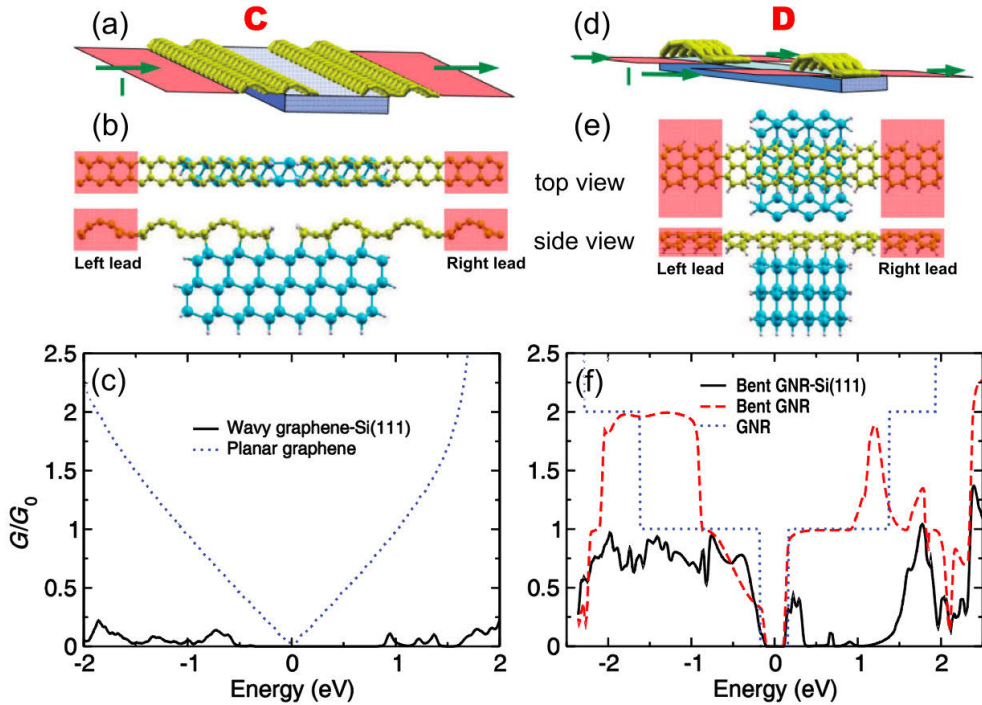 (a)
C
I
(b)
Left lead
Right lead
(d)
D
I
(e)
top view
side view
Left lead
Right lead
(c)
2.5
2
1.5
1
0.5
0
G/G0
Wavy graphene-Si(111)
Planar graphene
-2
-1
0
1
2
Energy (eV)
(f)
2.5
2
1.5
1
0.5
0
Bent GNR-Si(111)
Bent GNR
GNR
-2
-1
0
1
2
Energy (eV)